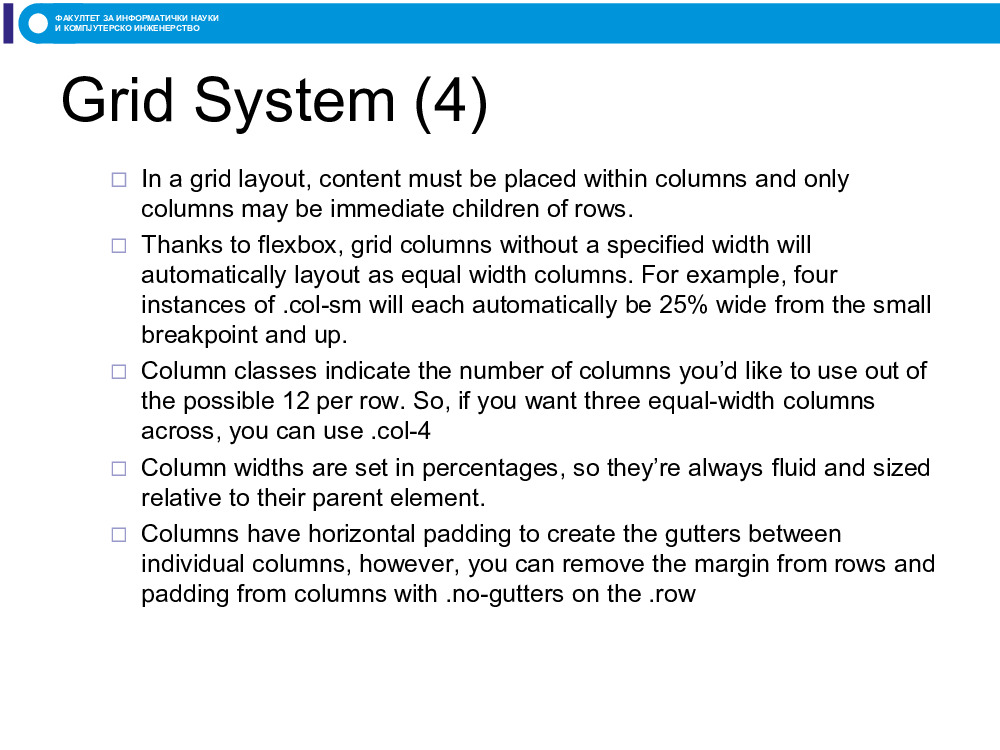 ФАКУЛТЕТ ЗА ИНФОРМАТИЧКИ НАУКИ
И КОМПЈУТЕРСКО ИНЖЕНЕРСТВО
Grid System (4)
In a grid layout, content must be placed within columns and only
columns may be immediate children of rows.
Thanks to flexbox, grid columns without a specified width will
automatically layout as equal width columns. For example, four
instances of .col-sm will each automatically be 25% wide from the small
breakpoint and up.
Column classes indicate the number of columns you’d like to use out of
the possible 12 per row. So, if you want three equal-width columns
across, you can use .col-4
Column widths are set in percentages, so they’re always fluid and sized
relative to their parent element.
Columns have horizontal padding to create the gutters between
individual columns, however, you can remove the margin from rows and
padding from columns with .no-gutters on the .row